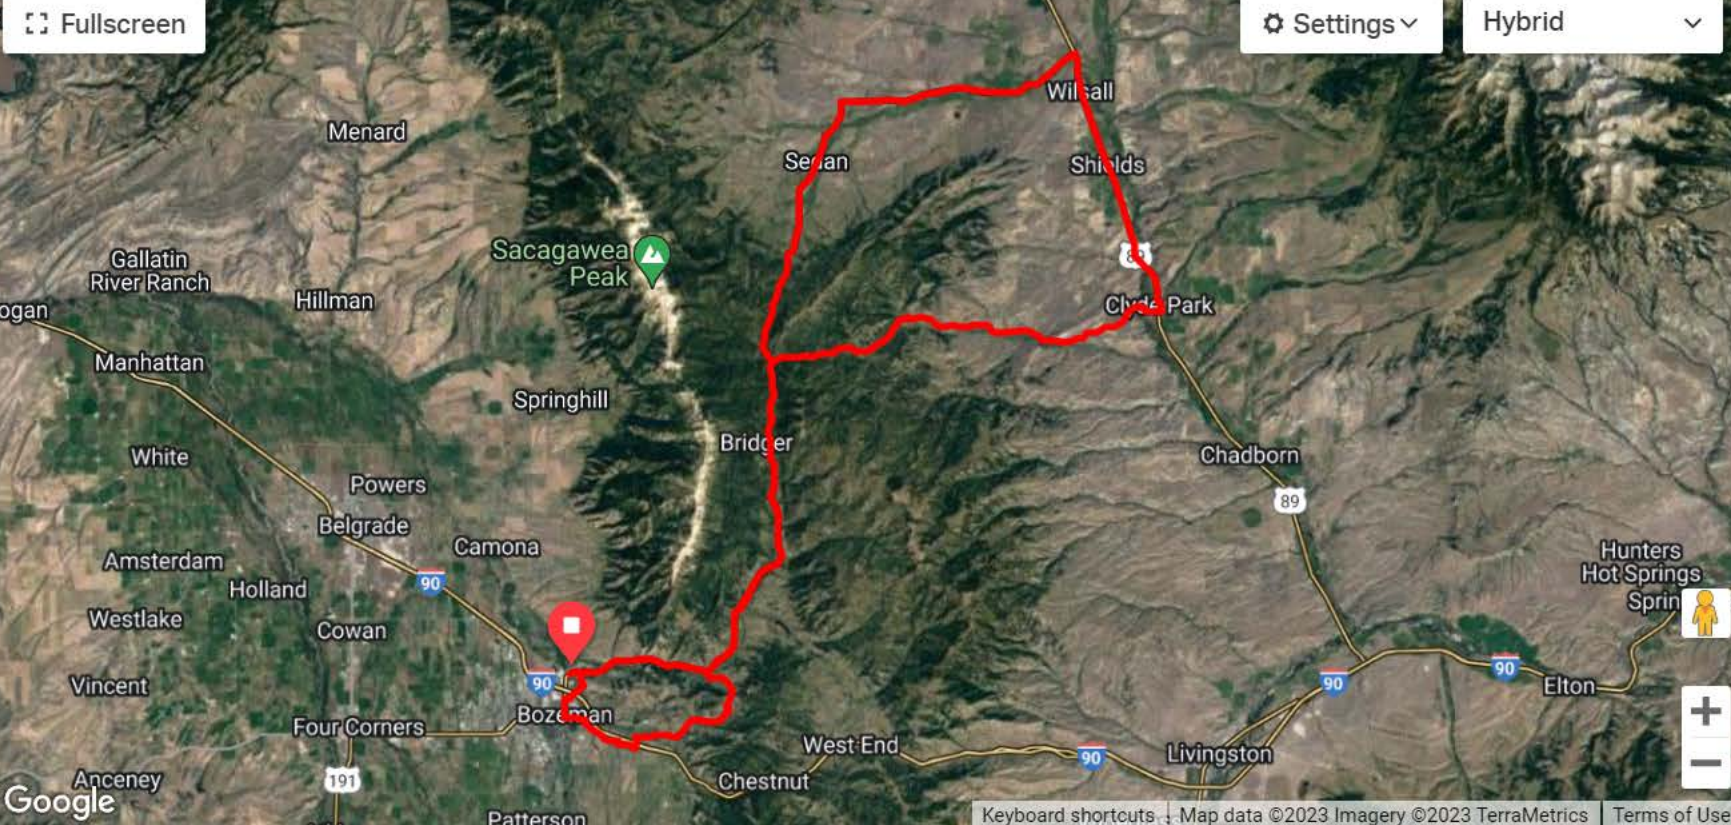 Fullscreen
Settings
Hybrid
Wilsall
Menard
Sedan
Shields
Sacagawea
Peak
Gallatin
River Ranch
Hillman
ogan
Clyde Park
Manhattan
Springhill
Bridger
White
Chadborn
Powers
89
Belgrade
Camona
Amsterdam
Holland
90
Hunters
Hot Springs
Sprin
Westlake
Cowan
Vincent
90
90
90
Elton
Bozeman
Four Corners
West End
Livingston
90
Anceney
191
Chestnut
Google
Patterson
Keyboard shortcuts
Map data ©2023 Imagery ©2023 TerraMetrics
Terms of Use